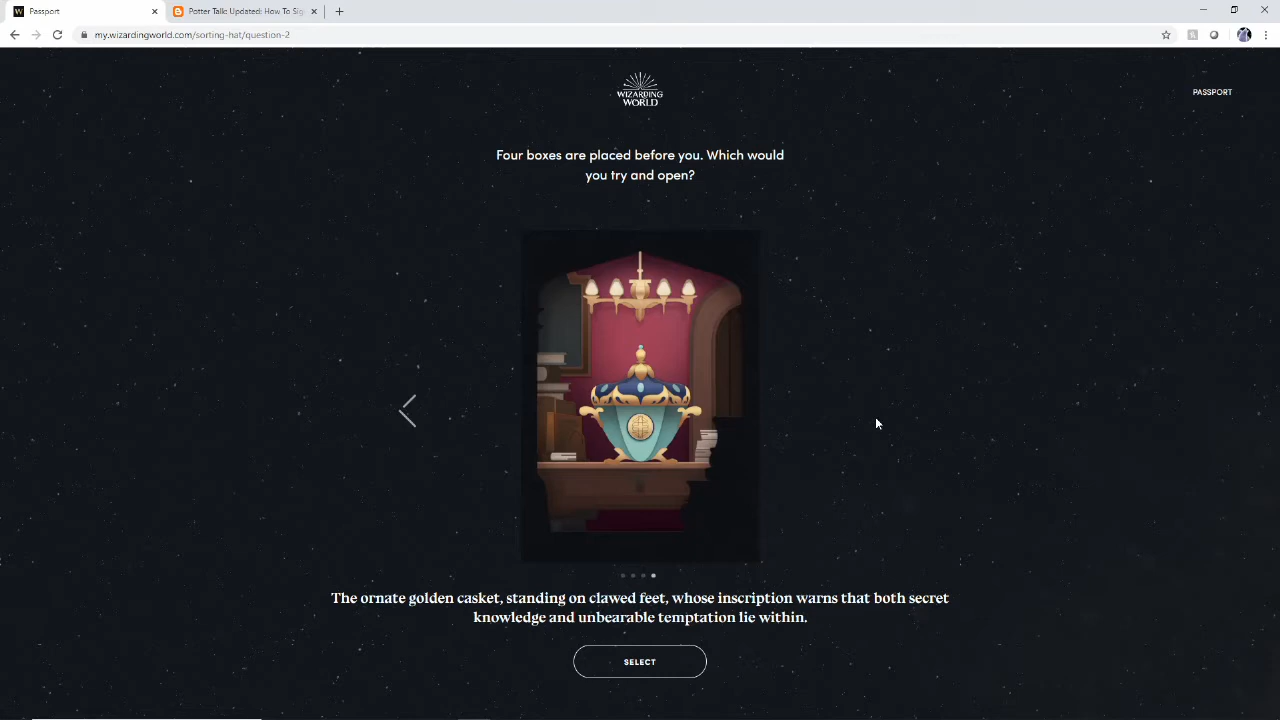 Passport
Potter Talk: Updated: How To Sig
my.wizardingworld.com/sorting-hat/question-2
WIZARDING
WORLD
PASSPORT
Four boxes are placed before you. Which would
you try and open?
The ornate golden casket, standing on clawed feet, whose inscription warns that both secret
knowledge and unbearable temptation lie within.
SELECT